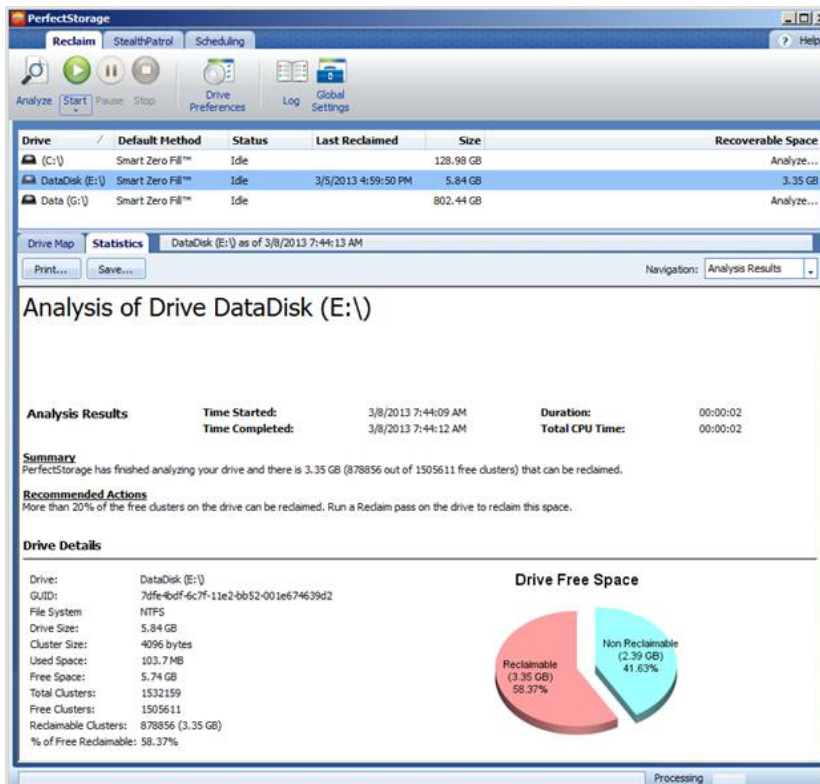 PerfectStorage
Reclaim StealthPatrol Scheduling ? Help
Analyze Start Pause Stop Drive Preferences Log Global Settings
Drive Default Method Status Last Reclaimed Size Recoverable Space
(C:\) Smart Zero Fill™ Idle 128.98 GB Analyze...
DataDisk (E:\) Smart Zero Fill™ Idle 3/5/2013 4:59:50 PM 5.84 GB 3.35 GB
Data (G:\) Smart Zero Fill™ Idle 802.44 GB Analyze...
Drive Map Statistics DataDisk (E:\) as of 3/8/2013 7:44:13 AM
Print... Save... Navigation: Analysis Results
Analysis of Drive DataDisk (E:\)
Analysis Results Time Started: 3/8/2013 7:44:09 AM Duration: 00:00:02
Time Completed: 3/8/2013 7:44:12 AM Total CPU Time: 00:00:02
Summary
PerfectStorage has finished analyzing your drive and there is 3.35 GB (878856 out of 1505611 free clusters) that can be reclaimed.
Recommended Actions
More than 20% of the free clusters on the drive can be reclaimed. Run a Reclaim pass on the drive to reclaim this space.
Drive Details
Drive: DataDisk (E:\)
GUID: 7dfe4bdf-6c7f-11e2-bb52-001e674639d2
File System NTFS
Drive Size: 5.84 GB
Cluster Size: 4096 bytes
Used Space: 103.7 MB
Free Space: 5.74 GB
Total Clusters: 1532159
Free Clusters: 1505611
Reclaimable Clusters: 878856 (3.35 GB)
% of Free Reclaimable: 58.37%
Drive Free Space
Non Reclaimable
(2.39 GB)
41.63%
Reclaimable
(3.35 GB)
58.37%
Processing